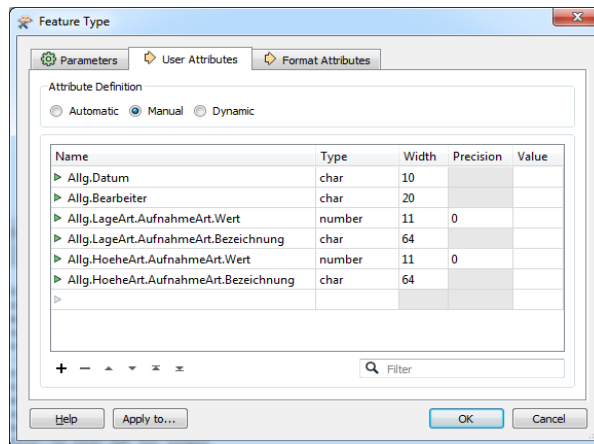 Feature Type
Parameters User Attributes Format Attributes
Attribute Definition
Automatic Manual Dynamic
Name Type Width Precision Value
Allg.Datum char 10
Allg.Bearbeiter char 20
Allg.LageArt.AufnahmeArt.Wert number 11 0
Allg.LageArt.AufnahmeArt.Bezeichnung char 64
Allg.HoeheArt.AufnahmeArt.Wert number 11 0
Allg.HoeheArt.AufnahmeArt.Bezeichnung char 64
Filter
Help Apply to... OK Cancel